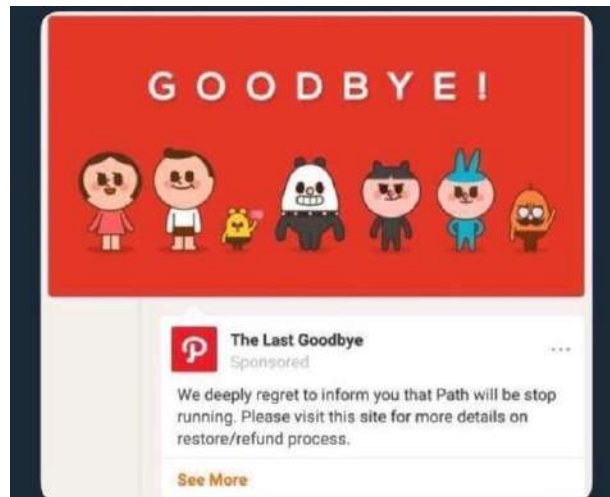 GOODBYE!
The Last Goodbye
Sponsored
We deeply regret to inform you that Path will be stop
running. Please visit this site for more details on
restore/refund process.
See More